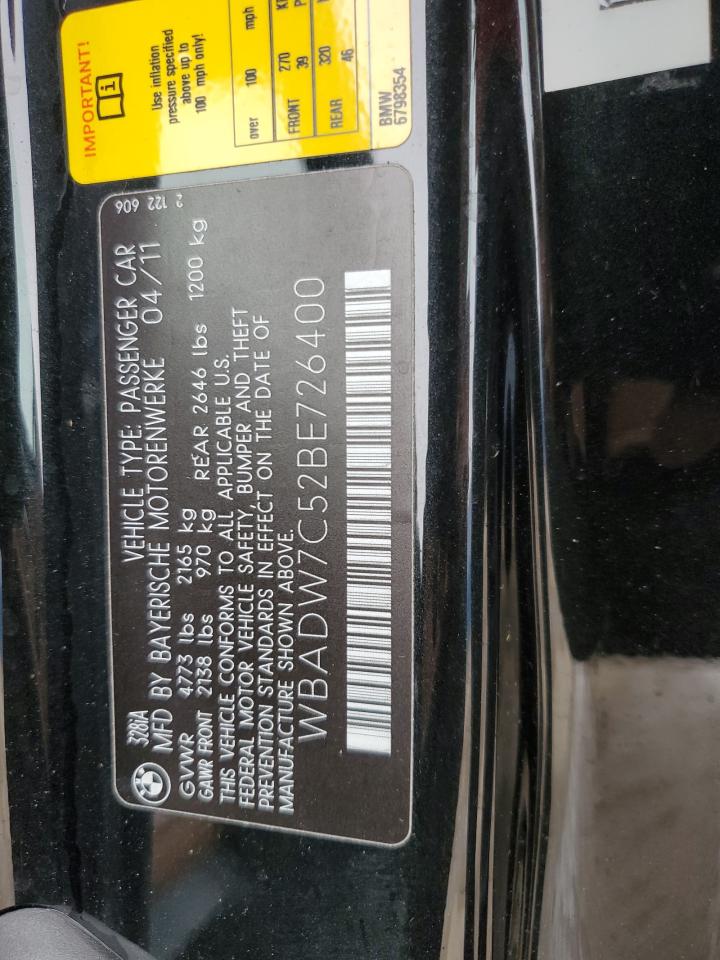 328iA
VEHICLE TYPE: PASSENGER CAR
MFD BY BAYERISCHE MOTORENWERKE 04/11
GVWR 4773 lbs 2165 kg
GAWR FRONT 2138 lbs 970 kg REAR 2646 lbs 1200 kg
THIS VEHICLE CONFORMS TO ALL APPLICABLE U.S.
FEDERAL MOTOR VEHICLE SAFETY, BUMPER AND THEFT
PREVENTION STANDARDS IN EFFECT ON THE DATE OF
MANUFACTURE SHOWN ABOVE.
WBADW7C52BE726400
2 122 606
IMPORTANT!
Use inflation
pressure specified
above up to
100 mph only!
over 100 mph
FRONT 270
39
REAR 320
46
BMW
6798354